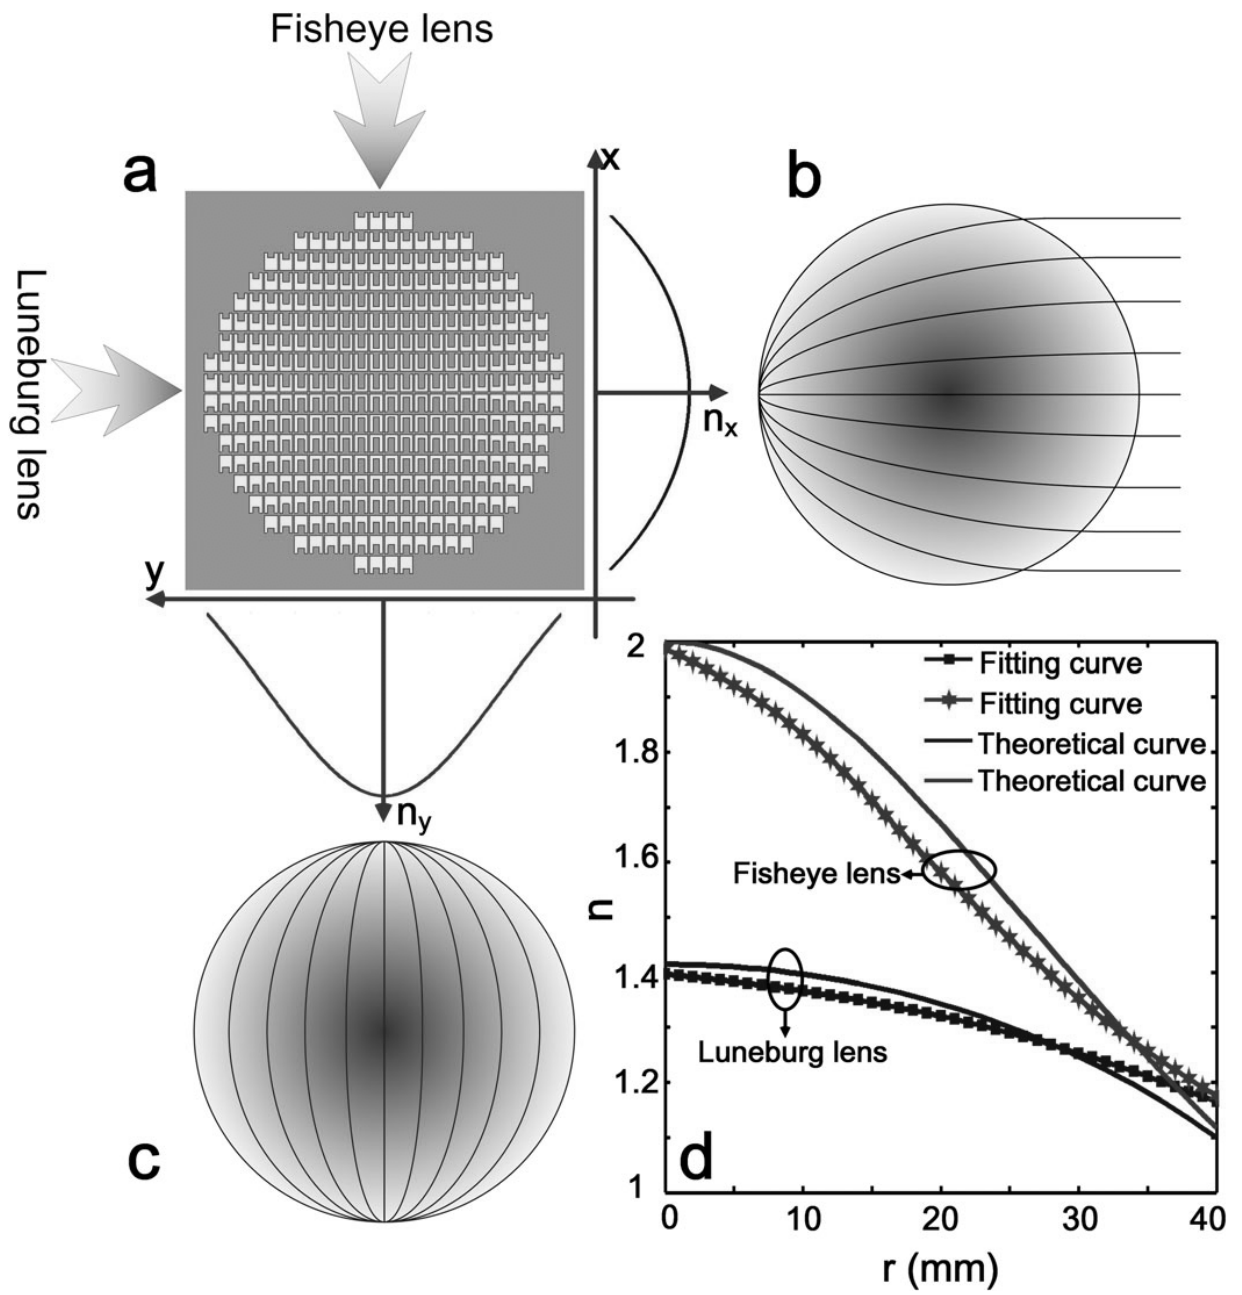 Fisheye lens
a
x
b
Luneburg lens
n_x
y
n_y
c
2
1.8
1.6
1.4
1.2
1
n
Fitting curve
Fitting curve
Theoretical curve
Theoretical curve
Fisheye lens
Luneburg lens
d
0 10 20 30 40
r (mm)